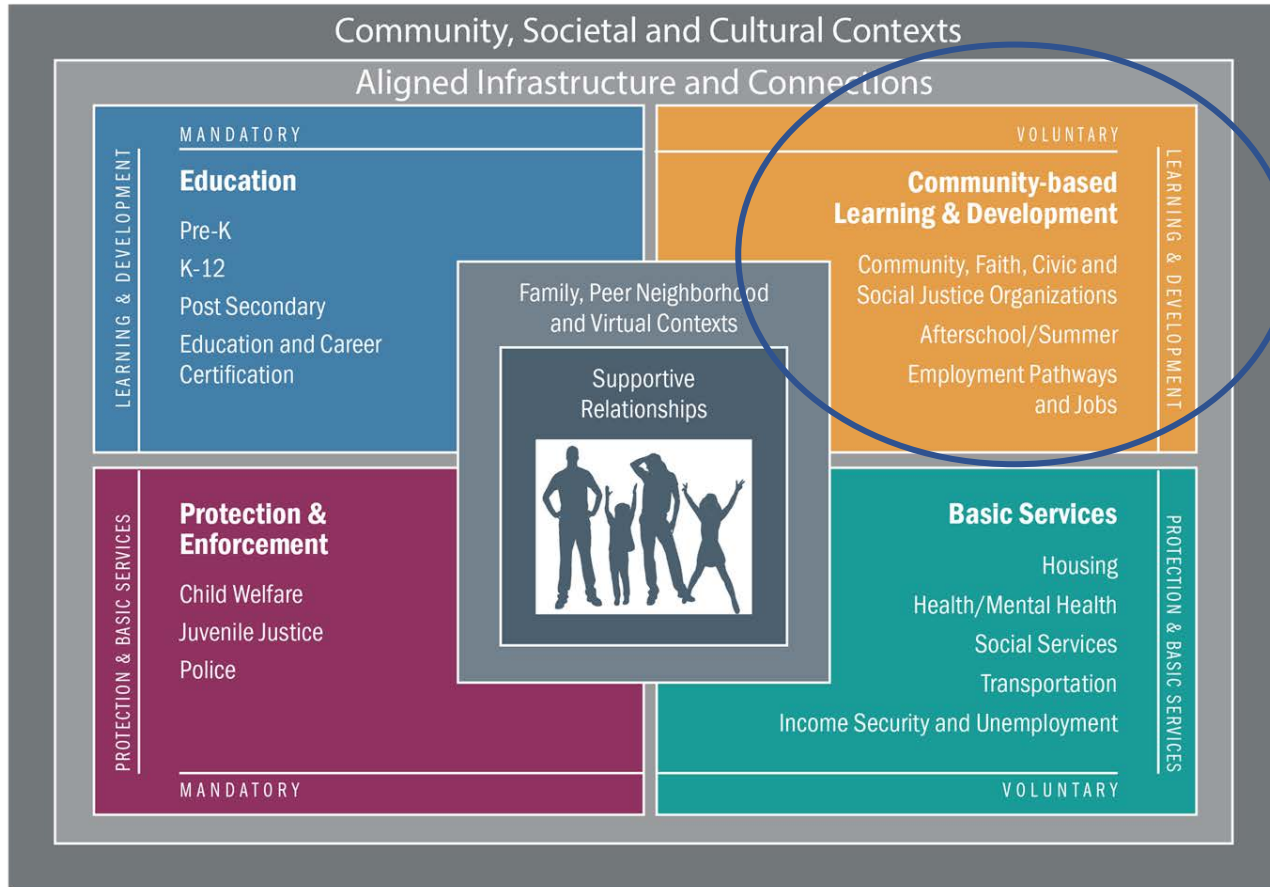 Community, Societal and Cultural Contexts
Aligned Infrastructure and Connections
MANDATORY
LEARNING & DEVELOPMENT
Education
Pre-K
K-12
Post Secondary
Education and Career
Certification
VOLUNTARY
LEARNING & DEVELOPMENT
Community-based
Learning & Development
Community, Faith, Civic and
Social Justice Organizations
Afterschool/Summer
Employment Pathways
and Jobs
Family, Peer Neighborhood
and Virtual Contexts
Supportive
Relationships
PROTECTION & BASIC SERVICES
Protection &
Enforcement
Child Welfare
Juvenile Justice
Police
MANDATORY
Basic Services
Housing
Health/Mental Health
Social Services
Transportation
Income Security and Unemployment
PROTECTION & BASIC SERVICES
VOLUNTARY